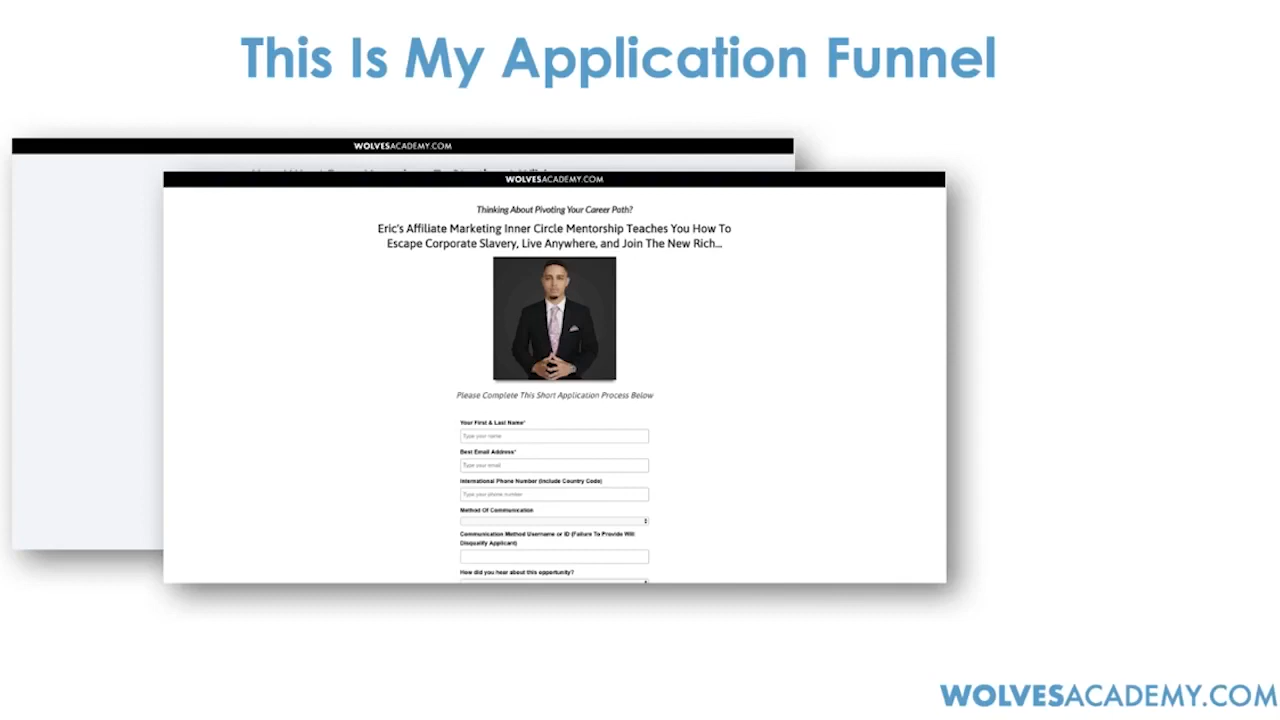 This Is My Application Funnel
WOLVESACADEMY.COM
WOLVESACADEMY.COM
Thinking About Pivoting Your Career Path?
Eric's Affiliate Marketing Inner Circle Mentorship Teaches You How To
Escape Corporate Slavery, Live Anywhere, and Join The New Rich...
Please Complete This Short Application Process Below
Your First & Last Name*
Type your name
Best Email Address*
Type your email
International Phone Number (Include Country Code)
Type your phone number
Method Of Communication
Communication Method Username or ID (Failure To Provide Will
Disqualify Applicant)
How did you hear about this opportunity?
WOLVESACADEMY.COM